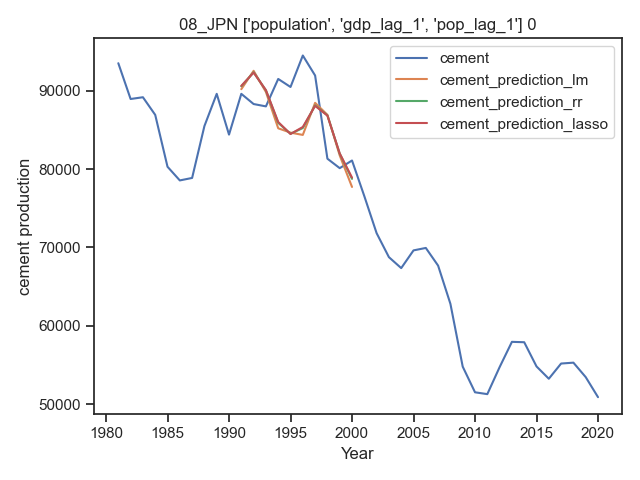 08_JPN ['population', 'gdp_lag_1', 'pop_lag_1'] 0
cement
cement_prediction_lm
cement_prediction_rr
cement_prediction_lasso
cement production
90000
80000
70000
60000
50000
1980 1985 1990 1995 2000 2005 2010 2015 2020
Year